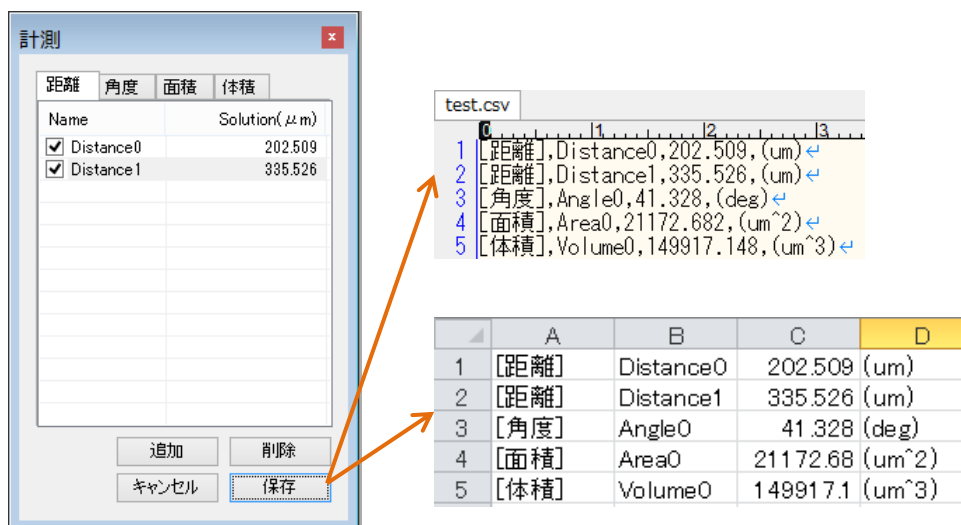 計測
x
距離 角度 面積 体積
Name Solution(μm)
Distance0 202.509
Distance1 335.526
追加 削除
キャンセル 保存
test.csv
0 1 2 3
1 [距離],Distance0,202.509,(um)↵
2 [距離],Distance1,335.526,(um)↵
3 [角度],Angle0,41.328,(deg)↵
4 [面積],Area0,21172.682,(um^2)↵
5 [体積],Volume0,149917.148,(um^3)↵
A B C D
1 [距離] Distance0 202.509 (um)
2 [距離] Distance1 335.526 (um)
3 [角度] Angle0 41.328 (deg)
4 [面積] Area0 21172.68 (um^2)
5 [体積] Volume0 149917.1 (um^3)